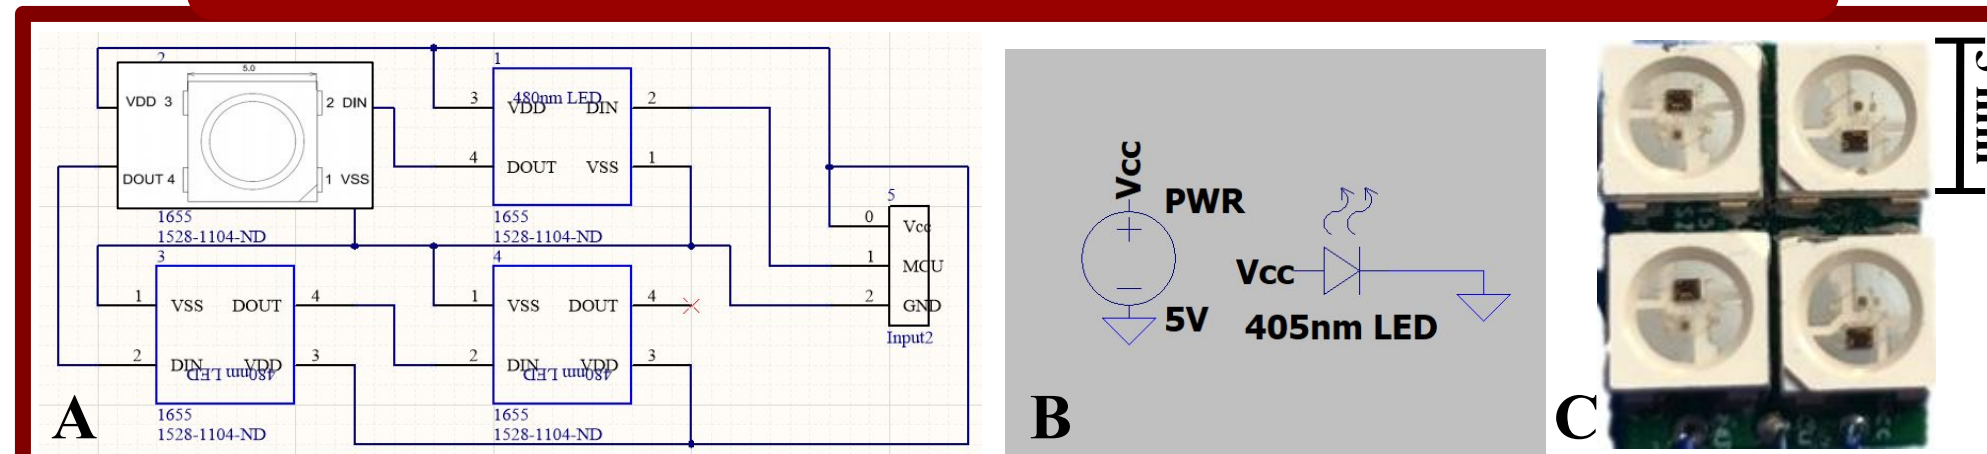 2
5.0
VDD 3
2 DIN
DOUT 4
1 VSS
1655
1528-1104-ND
1
480nm LED
3
VDD
DIN
2
4
DOUT
VSS
1
1655
1528-1104-ND
5
0
Vcc
1
MCU
2
GND
Input2
3
1
VSS
DOUT
4
2
DIN
VDD
3
480nm LED
1655
1528-1104-ND
4
1
VSS
DOUT
4
2
DIN
VDD
3
480nm LED
1655
1528-1104-ND
A
Vcc
PWR
5V
Vcc
405nm LED
B
C